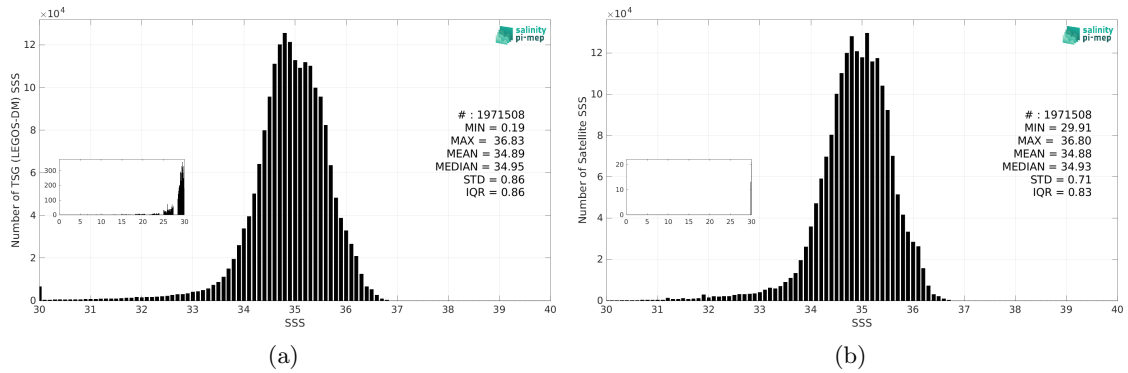 ×10⁴
salinity
pi-mep
12
10
8
6
4
2
0
Number of TSG (LEGOS-DM) SSS
# : 1971508
MIN = 0.19
MAX = 36.83
MEAN = 34.89
MEDIAN = 34.95
STD = 0.86
IQR = 0.86
300
200
100
0
0 5 10 15 20 25 30
30 31 32 33 34 35 36 37 38 39 40
SSS
(a)
×10⁴
salinity
pi-mep
12
10
8
6
4
2
0
Number of Satellite SSS
# : 1971508
MIN = 29.91
MAX = 36.80
MEAN = 34.88
MEDIAN = 34.93
STD = 0.71
IQR = 0.83
20
10
0
0 5 10 15 20 25 30
30 31 32 33 34 35 36 37 38 39 40
SSS
(b)